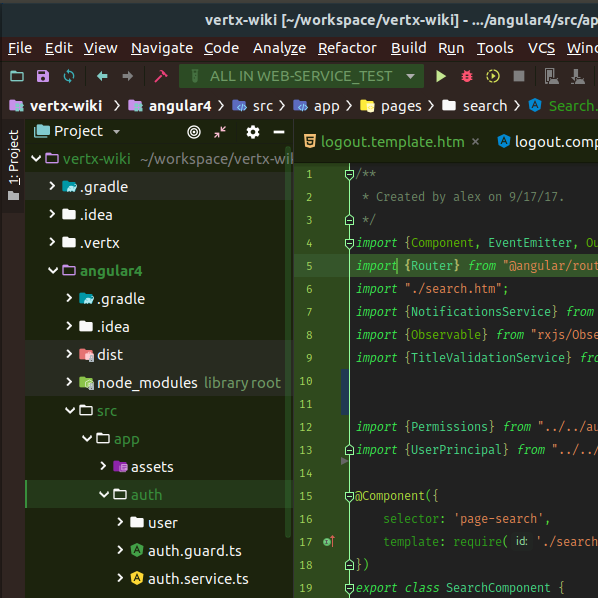 vertx-wiki [~/workspace/vertx-wiki] - .../angular4/src/ap
File Edit View Navigate Code Analyze Refactor Build Run Tools VCS Wind
ALL IN WEB-SERVICE_TEST
vertx-wiki angular4 src app pages search Search.
1: Project
Project
logout.template.htm × logout.comp
vertx-wiki ~/workspace/vertx-wi
.gradle
.idea
.vertx
angular4
.gradle
.idea
dist
node_modules library root
src
app
assets
auth
user
auth.guard.ts
auth.service.ts
1 /**
2 * Created by alex on 9/17/17.
3 */
4 import {Component, EventEmitter, Ou
5 import {Router} from "@angular/rout
6 import "./search.htm";
7 import {NotificationsService} from
8 import {Observable} from "rxjs/Obse
9 import {TitleValidationService} fro
10
11
12 import {Permissions} from "../../au
13 import {UserPrincipal} from "../../
14
15 @Component({
16 selector: 'page-search',
17 template: require( id: './search
18 })
19 export class SearchComponent {